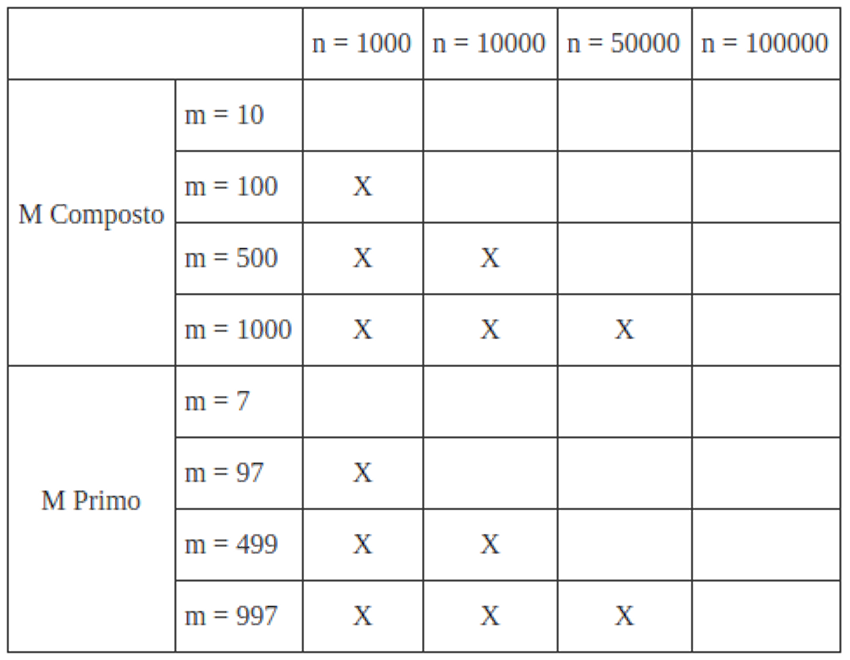 n = 1000 n = 10000 n = 50000 n = 100000
M Composto
m = 10
m = 100 X
m = 500 X X
m = 1000 X X X
M Primo
m = 7
m = 97 X
m = 499 X X
m = 997 X X X